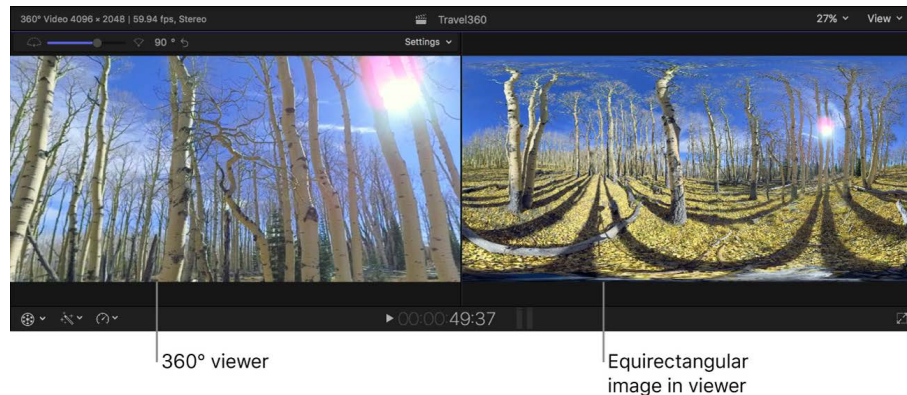 360° Video 4096 × 2048 | 59.94 fps, Stereo
Travel360
27%
View
90 °
Settings
00:00:49:37
360° viewer
Equirectangular
image in viewer